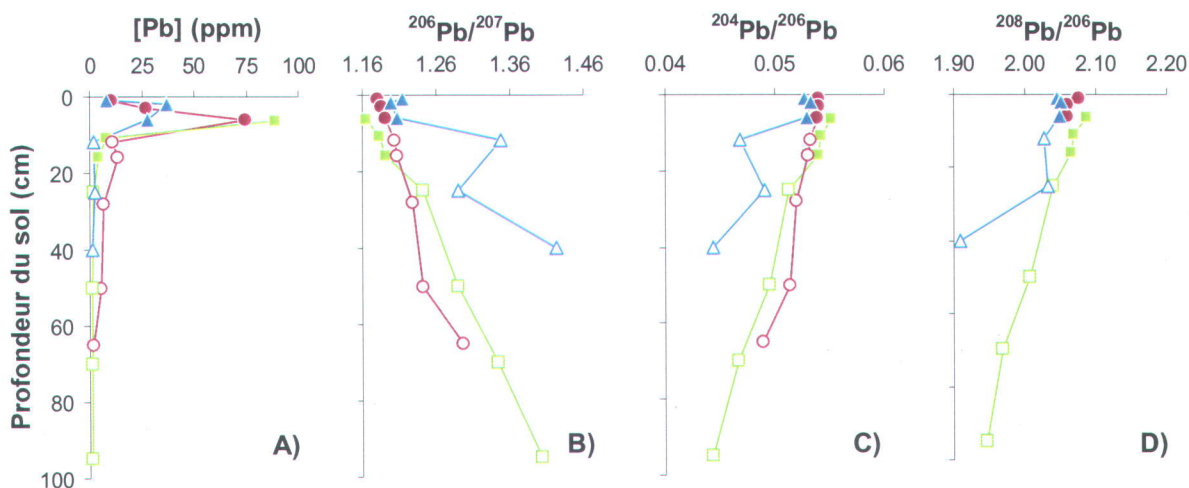 [Pb] (ppm)
0 25 50 75 100
²⁰⁶Pb/²⁰⁷Pb
1.16 1.26 1.36 1.46
²⁰⁴Pb/²⁰⁶Pb
0.04 0.05 0.06
²⁰⁸Pb/²⁰⁶Pb
1.90 2.00 2.10 2.20
Profondeur du sol (cm)
0
20
40
60
80
100
A)
B)
C)
D)